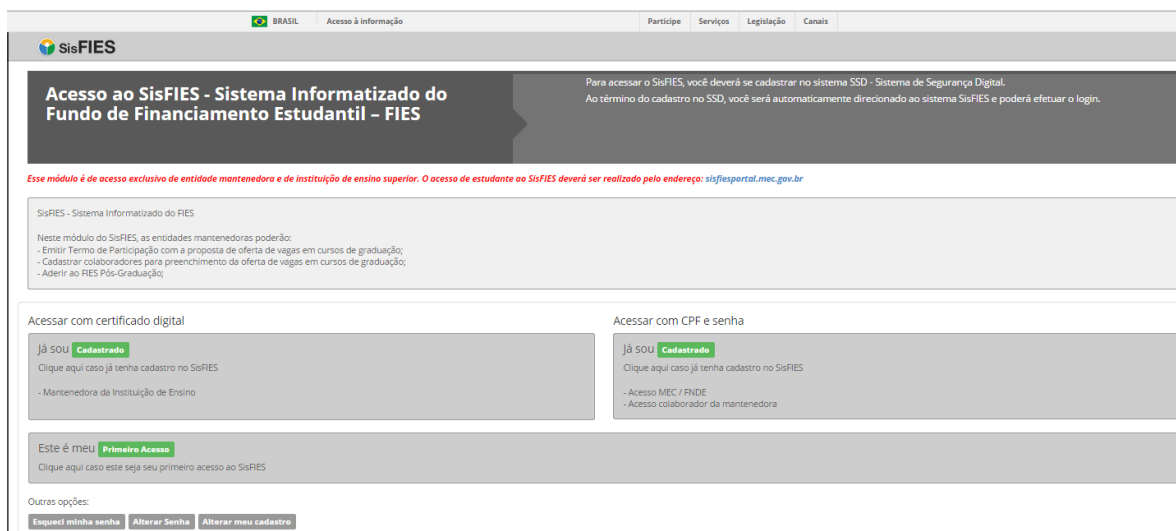 BRASIL Acesso à informação Participe Serviços Legislação Canais
SisFIES
Acesso ao SisFIES - Sistema Informatizado do
Fundo de Financiamento Estudantil – FIES
Para acessar o SisFIES, você deverá se cadastrar no sistema SSD - Sistema de Segurança Digital.
Ao término do cadastro no SSD, você será automaticamente direcionado ao sistema SisFIES e poderá efetuar o login.
Esse módulo é de acesso exclusivo de entidade mantenedora e de instituição de ensino superior. O acesso de estudante ao SisFIES deverá ser realizado pelo endereço: sisfiesportal.mec.gov.br
SisFIES - Sistema Informatizado do FIES
Neste módulo do SisFIES, as entidades mantenedoras poderão:
- Emitir Termo de Participação com a proposta de oferta de vagas em cursos de graduação;
- Cadastrar colaboradores para preenchimento da oferta de vagas em cursos de graduação;
- Aderir ao FIES Pós-Graduação;
Acessar com certificado digital
Já sou Cadastrado
Clique aqui caso já tenha cadastro no SisFIES
- Mantenedora da Instituição de Ensino
Acessar com CPF e senha
Já sou Cadastrado
Clique aqui caso já tenha cadastro no SisFIES
- Acesso MEC / FNDE
- Acesso colaborador da mantenedora
Este é meu Primeiro Acesso
Clique aqui caso este seja seu primeiro acesso ao SisFIES
Outras opções:
Esqueci minha senha Alterar Senha Alterar meu cadastro